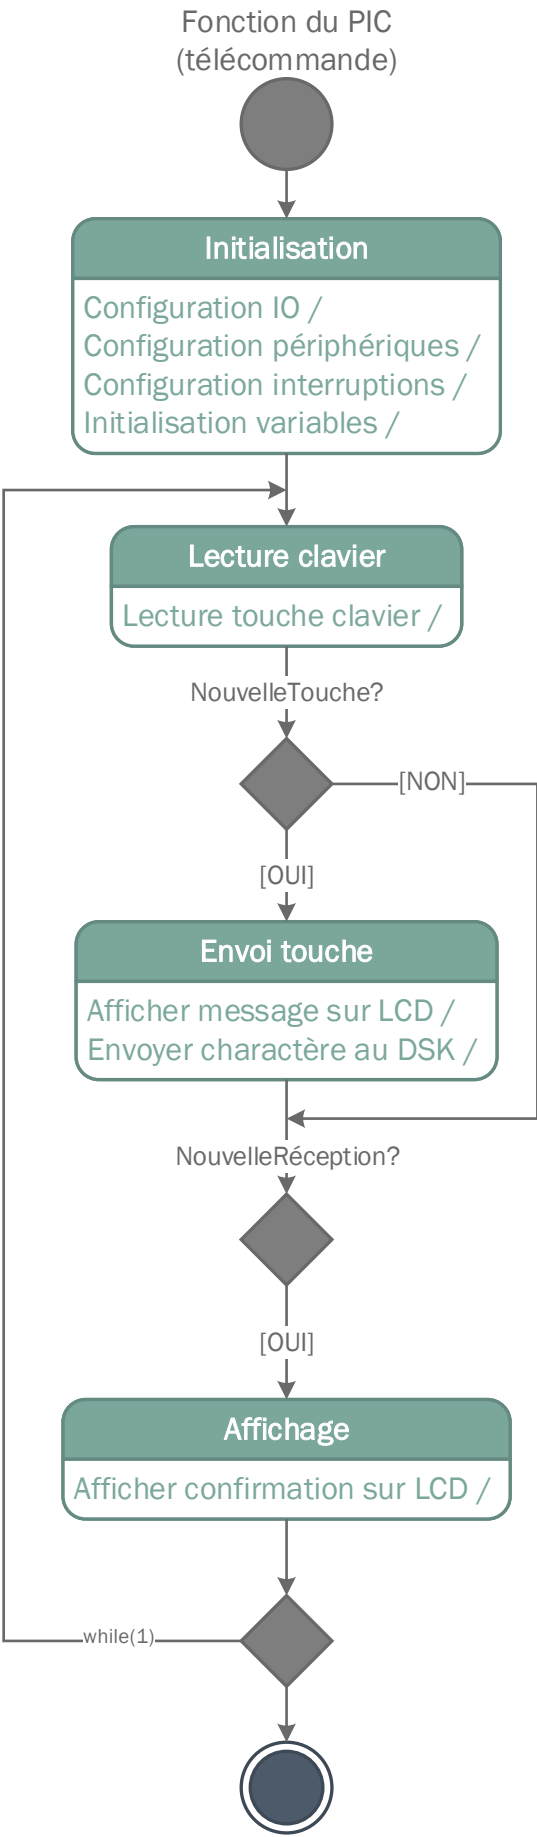 Fonction du PIC
(télécommande)
Initialisation
Configuration IO /
Configuration périphériques /
Configuration interruptions /
Initialisation variables /
Lecture clavier
Lecture touche clavier /
NouvelleTouche?
[NON]
[OUI]
Envoi touche
Afficher message sur LCD /
Envoyer charactère au DSK /
NouvelleRéception?
[OUI]
Affichage
Afficher confirmation sur LCD /
while(1)